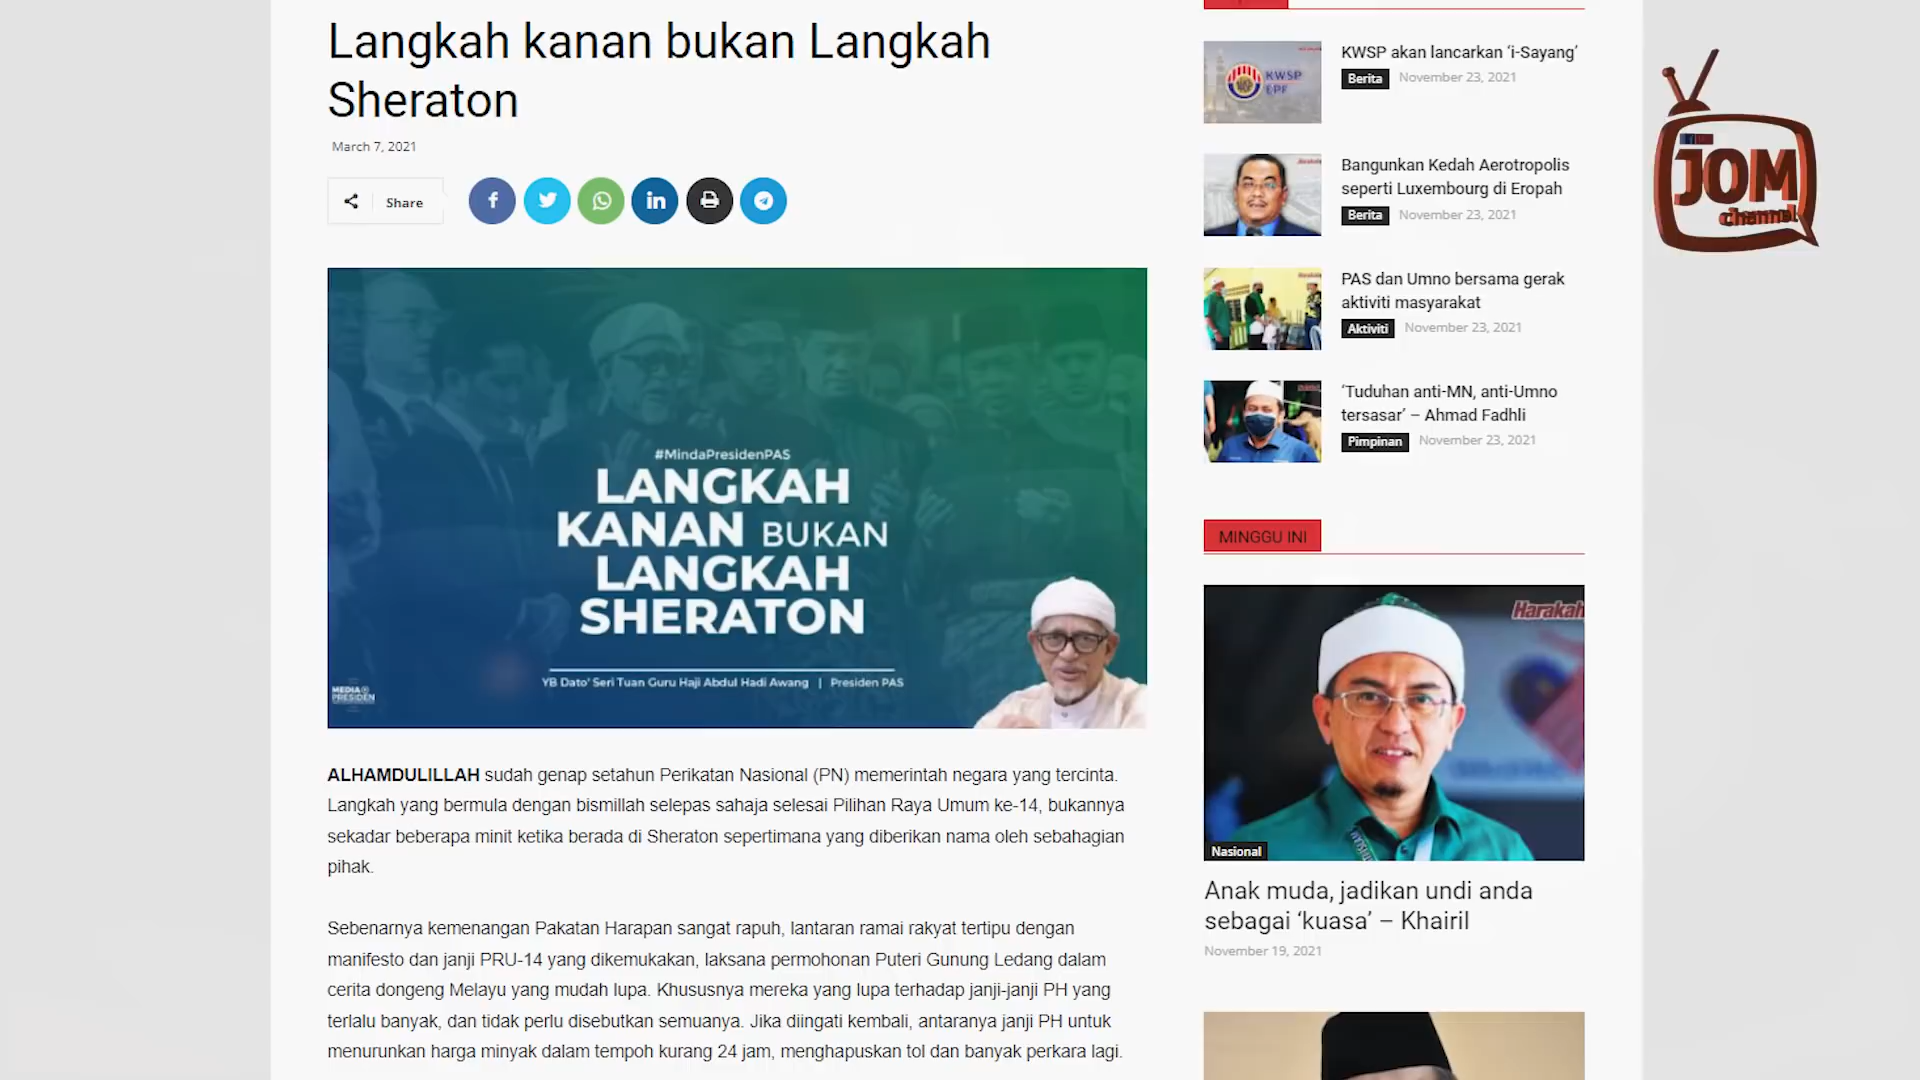 Langkah kanan bukan Langkah
Sheraton
March 7, 2021
Share
#MindaPresidenPAS
LANGKAH
KANAN BUKAN
LANGKAH
SHERATON
YB Dato' Seri Tuan Guru Haji Abdul Hadi Awang | Presiden PAS
MEDIA
PRESIDEN
ALHAMDULILLAH sudah genap setahun Perikatan Nasional (PN) memerintah negara yang tercinta.
Langkah yang bermula dengan bismillah selepas sahaja selesai Pilihan Raya Umum ke-14, bukannya
sekadar beberapa minit ketika berada di Sheraton sepertimana yang diberikan nama oleh sebahagian
pihak.
Sebenarnya kemenangan Pakatan Harapan sangat rapuh, lantaran ramai rakyat tertipu dengan
manifesto dan janji PRU-14 yang dikemukakan, laksana permohonan Puteri Gunung Ledang dalam
cerita dongeng Melayu yang mudah lupa. Khususnya mereka yang lupa terhadap janji-janji PH yang
terlalu banyak, dan tidak perlu disebutkan semuanya. Jika diingati kembali, antaranya janji PH untuk
menurunkan harga minyak dalam tempoh kurang 24 jam, menghapuskan tol dan banyak perkara lagi.
KWSP
EPF
KWSP akan lancarkan ‘i-Sayang’
Berita November 23, 2021
Bangunkan Kedah Aerotropolis
seperti Luxembourg di Eropah
Berita November 23, 2021
PAS dan Umno bersama gerak
aktiviti masyarakat
Aktiviti November 23, 2021
‘Tuduhan anti-MN, anti-Umno
tersasar’ – Ahmad Fadhli
Pimpinan November 23, 2021
MINGGU INI
Harakah
Nasional
Anak muda, jadikan undi anda
sebagai ‘kuasa’ – Khairil
November 19, 2021
JOM
channel